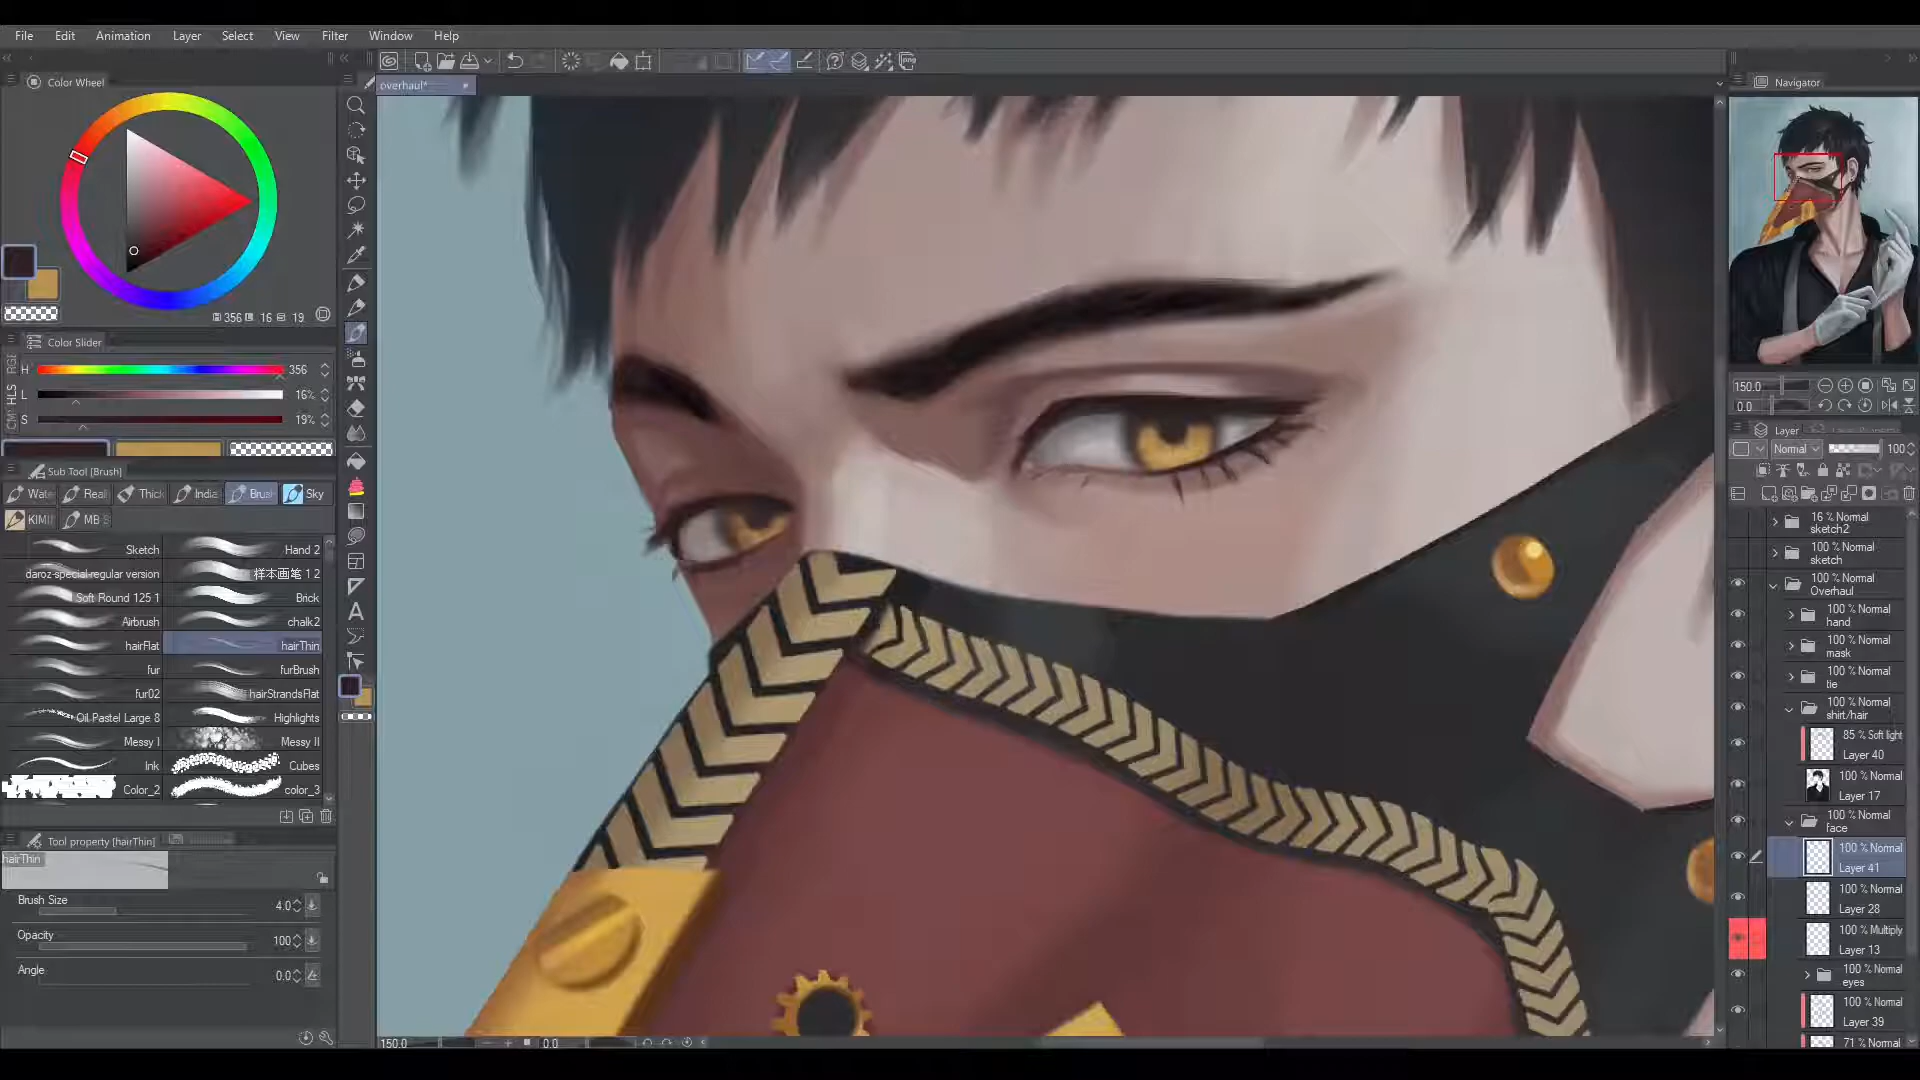 File Edit Animation Layer Select View Filter Window Help
Color Wheel
overhaul*
Navigator
356 16 19
Color Slider
H 356
L 16%
S 19%
HLS
150.0
0.0
Layer
Normal 100
Sub Tool [Brush]
Wate Reali Thick India Brus Sky
MB S
Sketch Hand 2
daroz-special-regular version 样本画笔 1 2
Soft Round 125 1 Brick
Airbrush chalk2
hairFlat hairThin
fur furBrush
fur02 hairStrandsFlat
Oil Pastel Large 8 Highlights
Messy I Messy II
Ink Cubes
Color_2 color_3
Tool property [hairThin]
hairThin
Brush Size 4.0
Opacity 100
Angle 0.0
16 % Normal
sketch2
100 % Normal
sketch
100 % Normal
Overhaul
100 % Normal
hand
100 % Normal
mask
100 % Normal
tie
100 % Normal
shirt/hair
85 % Soft light
Layer 40
100 % Normal
Layer 17
100 % Normal
face
100 % Normal
Layer 41
100 % Normal
Layer 28
100 % Multiply
Layer 13
100 % Normal
eyes
100 % Normal
Layer 39
71 % Normal
150.0 0.0